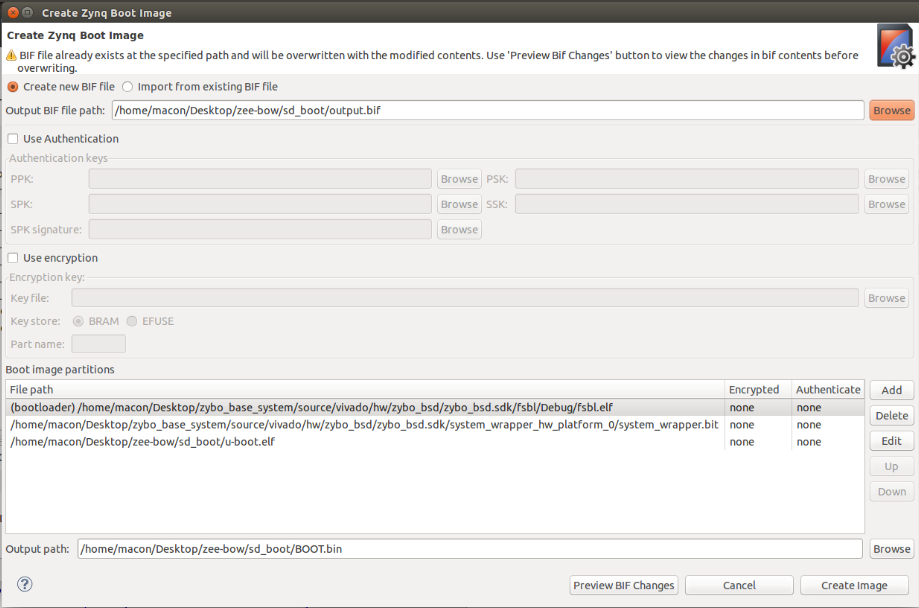 Create Zynq Boot Image
Create Zynq Boot Image
BIF file already exists at the specified path and will be overwritten with the modified contents. Use 'Preview Bif Changes' button to view the changes in bif contents before
overwriting.
Create new BIF file Import from existing BIF file
Output BIF file path: /home/macon/Desktop/zee-bow/sd_boot/output.bif Browse
Use Authentication
Authentication keys
PPK: Browse PSK: Browse
SPK: Browse SSK: Browse
SPK signature: Browse
Use encryption
Encryption key:
Key file: Browse
Key store: BRAM EFUSE
Part name:
Boot image partitions
File path Encrypted Authenticate Add
(bootloader) /home/macon/Desktop/zybo_base_system/source/vivado/hw/zybo_bsd/zybo_bsd.sdk/fsbl/Debug/fsbl.elf none none Delete
/home/macon/Desktop/zybo_base_system/source/vivado/hw/zybo_bsd/zybo_bsd.sdk/system_wrapper_hw_platform_0/system_wrapper.bit none none
/home/macon/Desktop/zee-bow/sd_boot/u-boot.elf none none Edit
Up
Down
Output path: /home/macon/Desktop/zee-bow/sd_boot/BOOT.bin Browse
? Preview BIF Changes Cancel Create Image